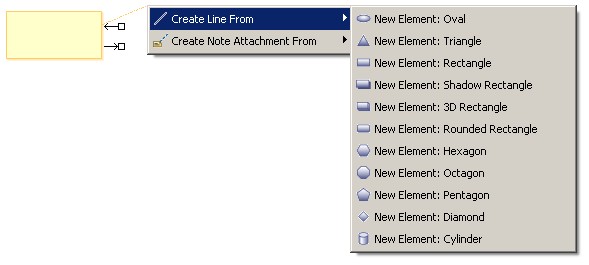 Create Line From
Create Note Attachment From
New Element: Oval
New Element: Triangle
New Element: Rectangle
New Element: Shadow Rectangle
New Element: 3D Rectangle
New Element: Rounded Rectangle
New Element: Hexagon
New Element: Octagon
New Element: Pentagon
New Element: Diamond
New Element: Cylinder